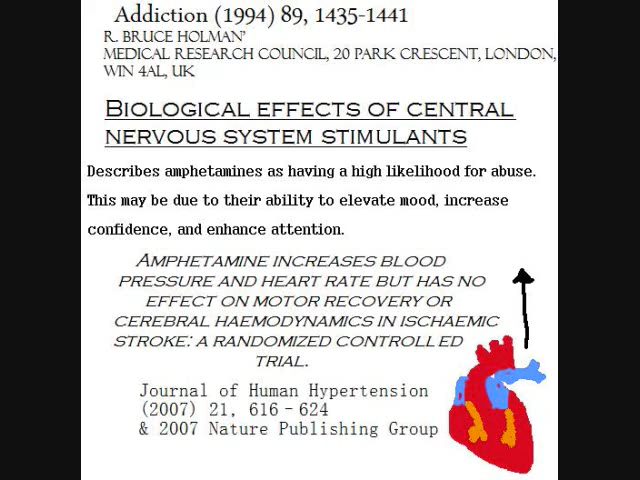 Addiction (1994) 89, 1435-1441
R. BRUCE HOLMAN'
MEDICAL RESEARCH COUNCIL, 20 PARK CRESCENT, LONDON,
WIN 4AL, UK
BIOLOGICAL EFFECTS OF CENTRAL
NERVOUS SYSTEM STIMULANTS
Describes amphetamines as having a high likelihood for abuse.
This may be due to their ability to elevate mood, increase
confidence, and enhance attention.
AMPHETAMINE INCREASES BLOOD
PRESSURE AND HEART RATE BUT HAS NO
EFFECT ON MOTOR RECOVERY OR
CEREBRAL HAEMODYNAMICS IN ISCHAEMIC
STROKE: A RANDOMIZED CONTROLLED
TRIAL.
Journal of Human Hypertension
(2007) 21, 616-624
& 2007 Nature Publishing Group